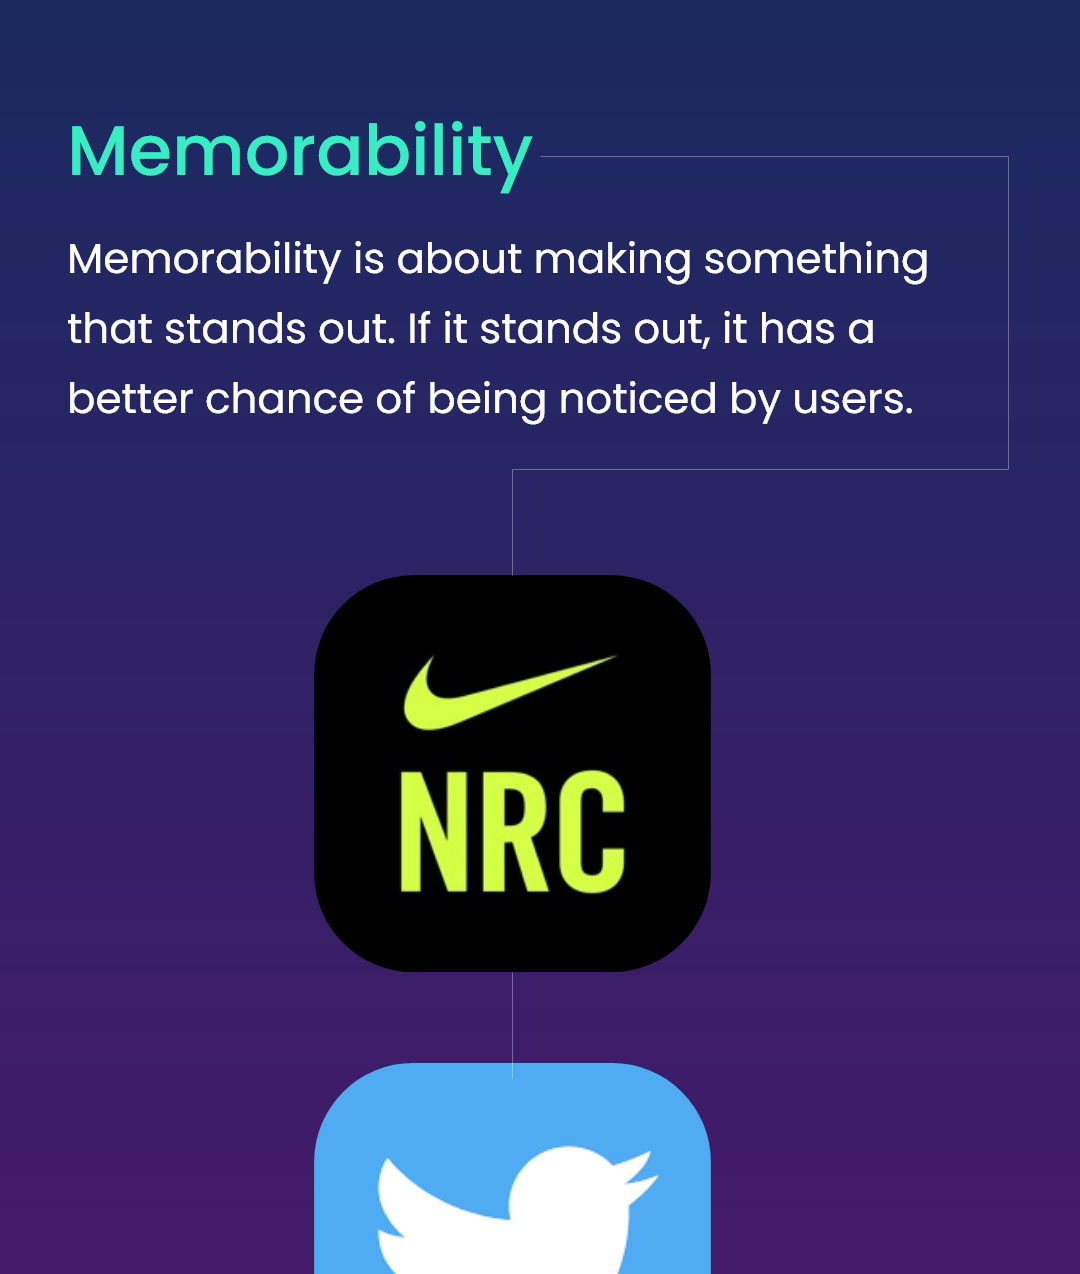 Memorability
Memorability is about making something
that stands out. If it stands out, it has a
better chance of being noticed by users.
NRC